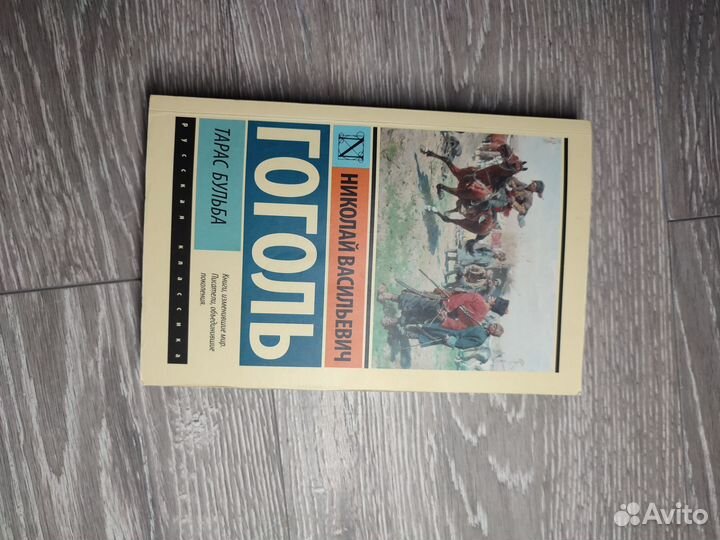 N
НИКОЛАЙ ВАСИЛЬЕВИЧ
ГОГОЛЬ
ТАРАС БУЛЬБА
Книги, изменившие мир.
Писатели, объединившие
поколения.
русская классика
Avito